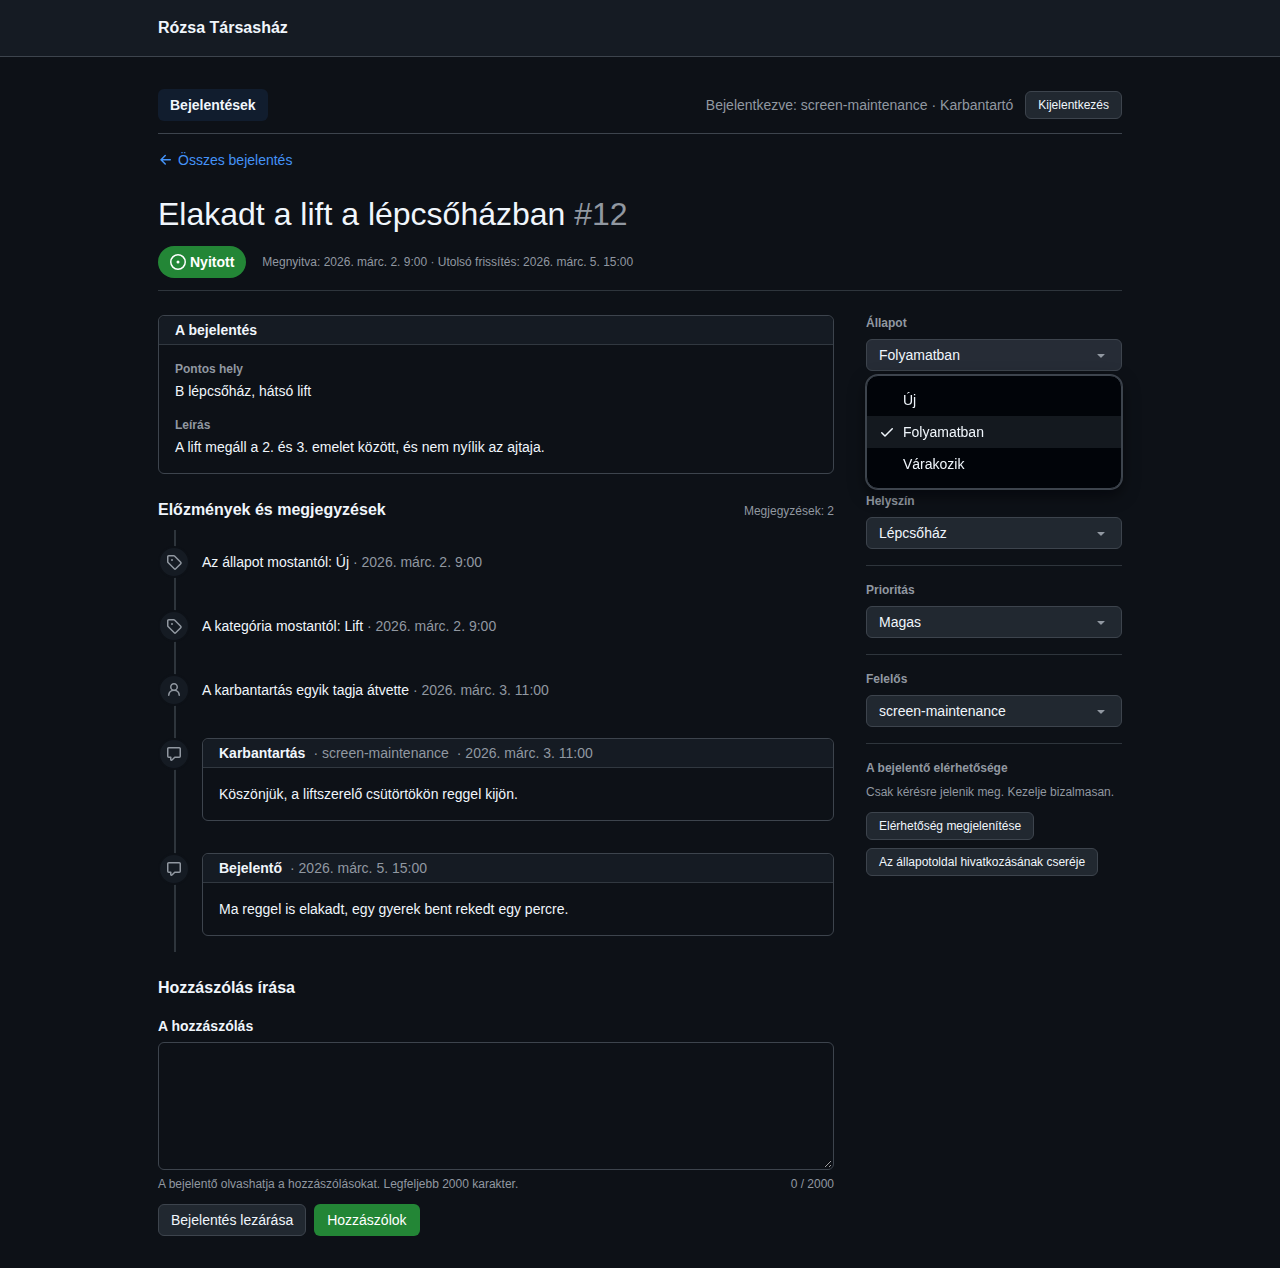 Rózsa Társasház
Bejelentések
Bejelentkezve: screen-maintenance · Karbantartó
Kijelentkezés
← Összes bejelentés
Elakadt a lift a lépcsőházban #12
Nyitott
Megnyitva: 2026. márc. 2. 9:00 · Utolsó frissítés: 2026. márc. 5. 15:00
A bejelentés
Pontos hely
B lépcsőház, hátsó lift
Leírás
A lift megáll a 2. és 3. emelet között, és nem nyílik az ajtaja.
Előzmények és megjegyzések
Megjegyzések: 2
Az állapot mostantól: Új · 2026. márc. 2. 9:00
A kategória mostantól: Lift · 2026. márc. 2. 9:00
A karbantartás egyik tagja átvette · 2026. márc. 3. 11:00
Karbantartás · screen-maintenance · 2026. márc. 3. 11:00
Köszönjük, a liftszerelő csütörtökön reggel kijön.
Bejelentő · 2026. márc. 5. 15:00
Ma reggel is elakadt, egy gyerek bent rekedt egy percre.
Hozzászólás írása
A hozzászólás
A bejelentő olvashatja a hozzászólásokat. Legfeljebb 2000 karakter.
0 / 2000
Bejelentés lezárása
Hozzászólok
Állapot
Folyamatban
Új
Folyamatban
Várakozik
Helyszín
Lépcsőház
Prioritás
Magas
Felelős
screen-maintenance
A bejelentő elérhetősége
Csak kérésre jelenik meg. Kezelje bizalmasan.
Elérhetőség megjelenítése
Az állapotoldal hivatkozásának cseréje